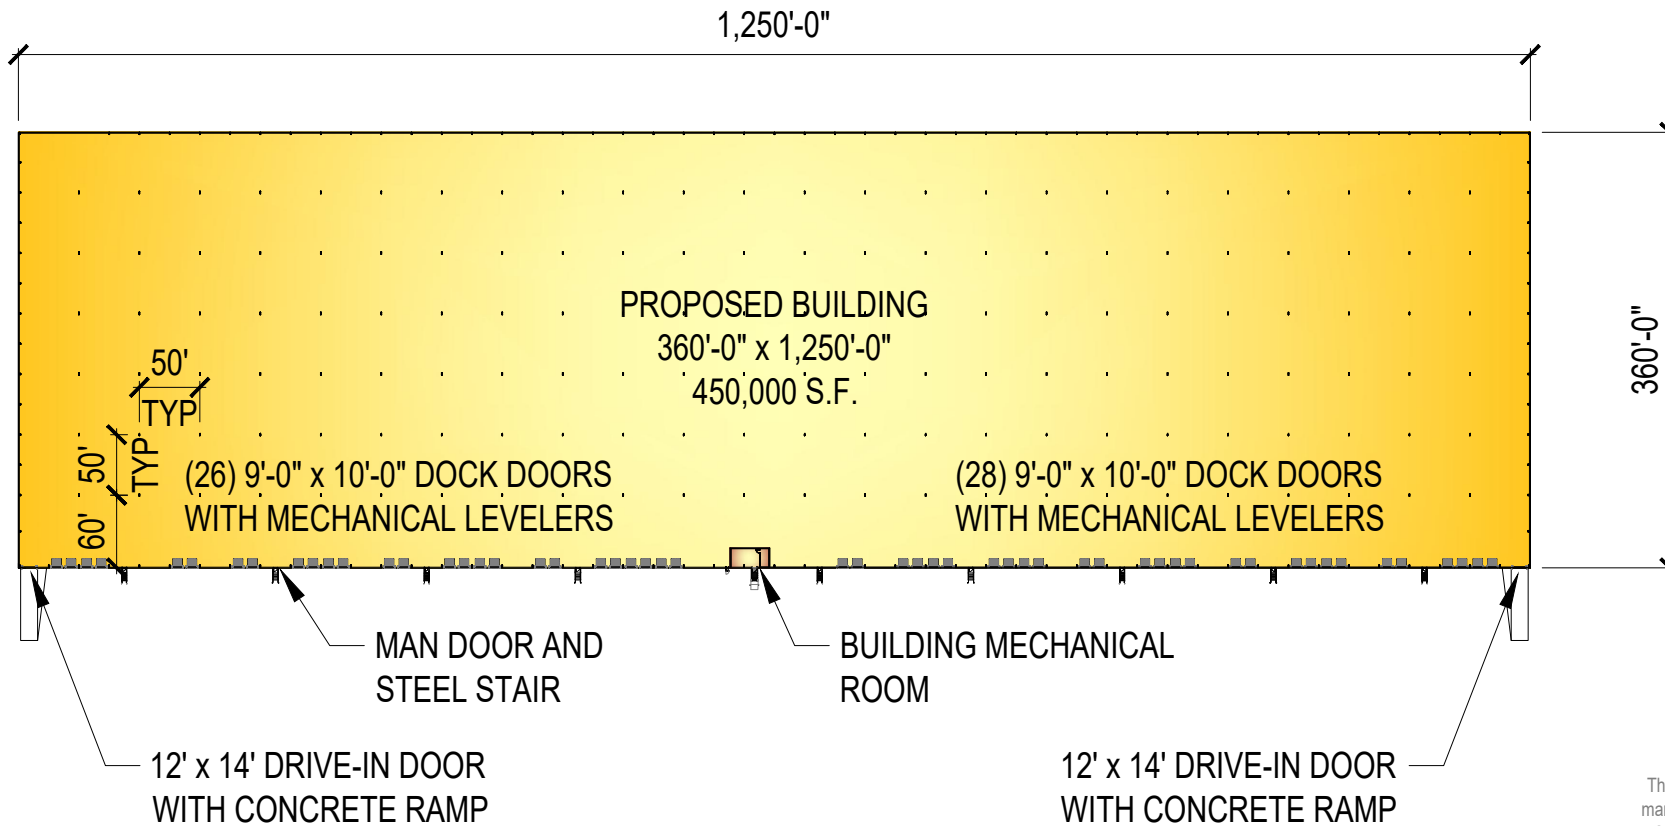 1,250'-0"
PROPOSED BUILDING
360'-0" x 1,250'-0"
450,000 S.F.
360'-0"
50'
TYP
50'
TYP
60'
(26) 9'-0" x 10'-0" DOCK DOORS
WITH MECHANICAL LEVELERS
(28) 9'-0" x 10'-0" DOCK DOORS
WITH MECHANICAL LEVELERS
MAN DOOR AND
STEEL STAIR
BUILDING MECHANICAL
ROOM
12' x 14' DRIVE-IN DOOR
WITH CONCRETE RAMP
12' x 14' DRIVE-IN DOOR
WITH CONCRETE RAMP